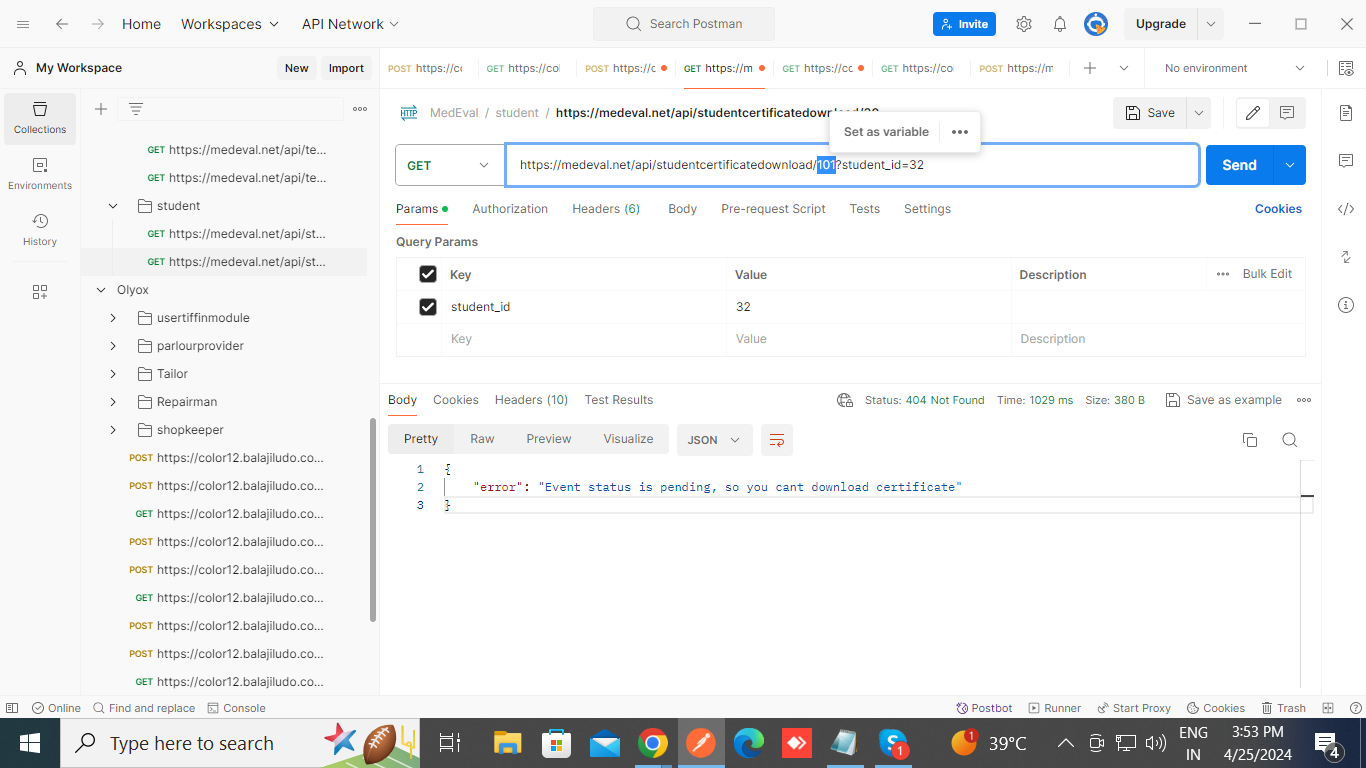 Home Workspaces API Network Search Postman Invite Upgrade
My Workspace New Import POST https://co GET https://col POST https://c GET https://m GET https://cc GET https://co POST https://m No environment
Collections
Environments
History
GET https://medeval.net/api/te...
GET https://medeval.net/api/te...
student
GET https://medeval.net/api/st...
GET https://medeval.net/api/st...
Olyox
usertiffinmodule
parlourprovider
Tailor
Repairman
shopkeeper
POST https://color12.balajiludo.co...
POST https://color12.balajiludo.co...
GET https://color12.balajiludo.co...
POST https://color12.balajiludo.co...
POST https://color12.balajiludo.co...
GET https://color12.balajiludo.co...
POST https://color12.balajiludo.co...
POST https://color12.balajiludo.co...
GET https://color12.balajiludo.co...
HTTP MedEval / student / https://medeval.net/api/studentcertificatedownload/30 Save
Set as variable •••
GET https://medeval.net/api/studentcertificatedownload/101?student_id=32 Send
Params Authorization Headers (6) Body Pre-request Script Tests Settings Cookies
Query Params
Key Value Description ••• Bulk Edit
student_id 32
Key Value Description
Body Cookies Headers (10) Test Results Status: 404 Not Found Time: 1029 ms Size: 380 B Save as example •••
Pretty Raw Preview Visualize JSON
1 {
2 "error": "Event status is pending, so you cant download certificate"
3 }
Online Find and replace Console Postbot Runner Start Proxy Cookies Trash
Type here to search 1 1 39°C ENG IN 3:53 PM 4/25/2024 4